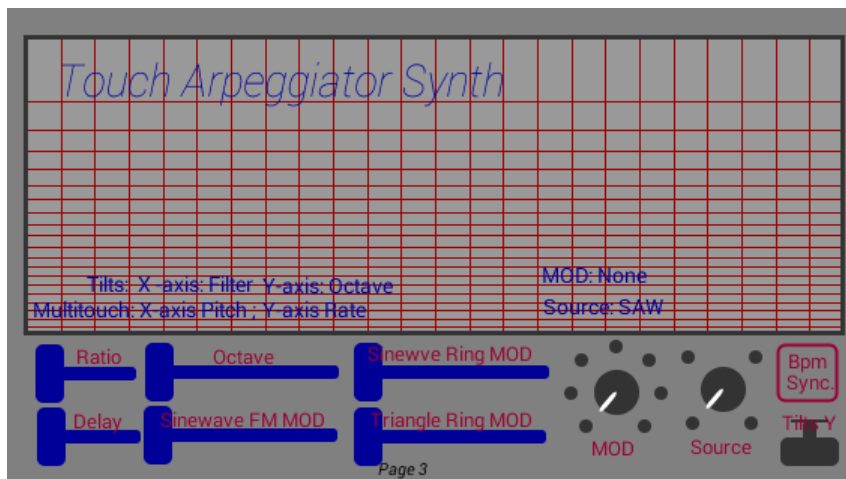 Touch Arpeggiator Synth
Tilts: X -axis: Filter Y-axis: Octave
MOD: None
Multitouch: X-axis Pitch ; Y-axis Rate
Source: SAW
Ratio
Octave
Sinewve Ring MOD
Bpm
Sync.
Delay
Sinewave FM MOD
Triangle Ring MOD
Tilts Y
MOD
Source
Page 3